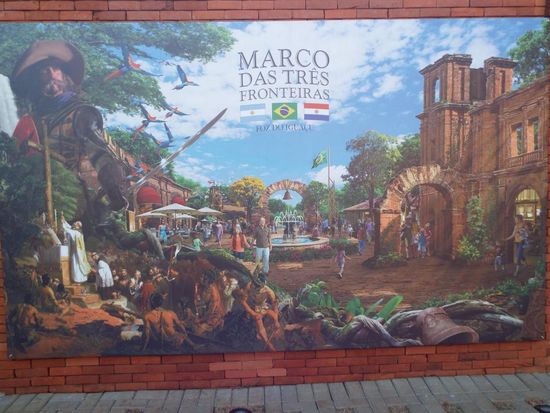 MARCO
DAS TRÊS
FRONTEIRAS
FOZ DO IGUAÇU